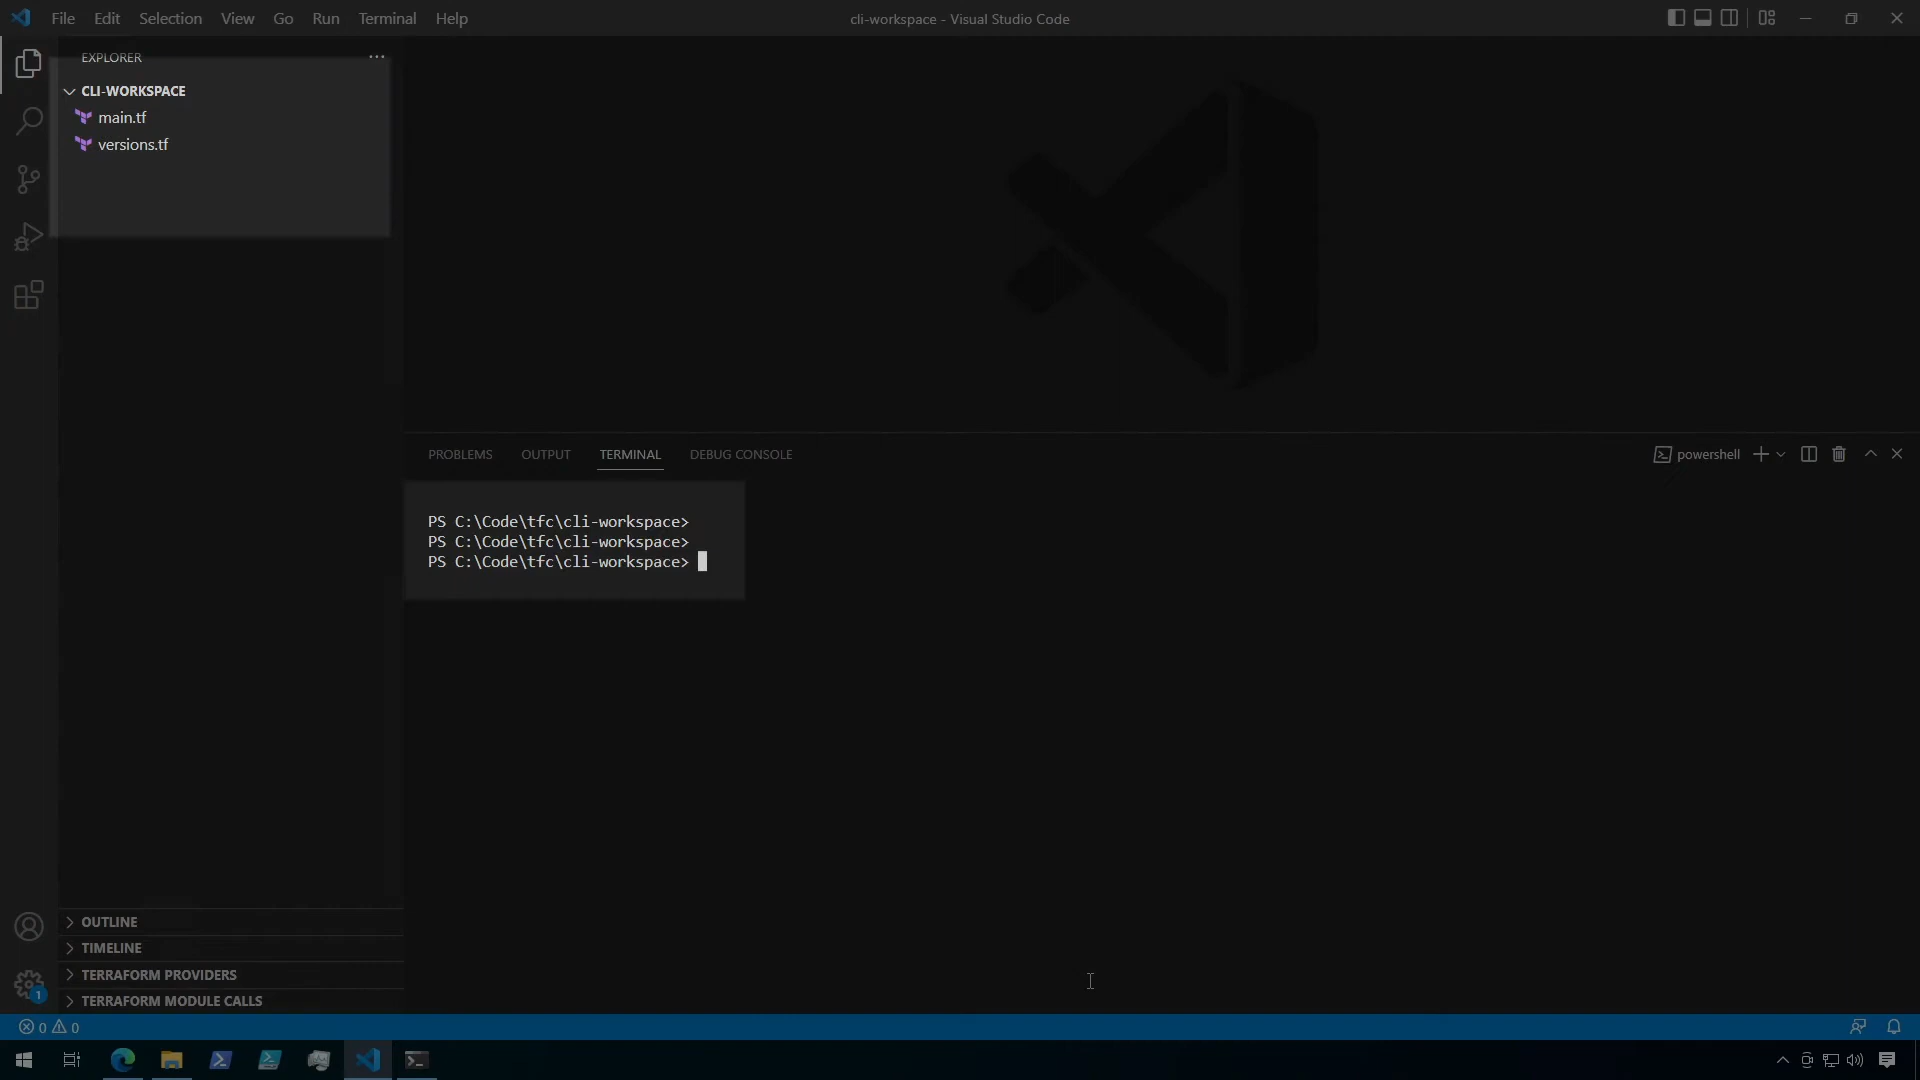 File Edit Selection View Go Run Terminal Help
cli-workspace - Visual Studio Code
EXPLORER
CLI-WORKSPACE
main.tf
versions.tf
PROBLEMS OUTPUT TERMINAL DEBUG CONSOLE
powershell
PS C:\Code\tfc\cli-workspace>
PS C:\Code\tfc\cli-workspace>
PS C:\Code\tfc\cli-workspace>
OUTLINE
TIMELINE
TERRAFORM PROVIDERS
TERRAFORM MODULE CALLS
1
0 0